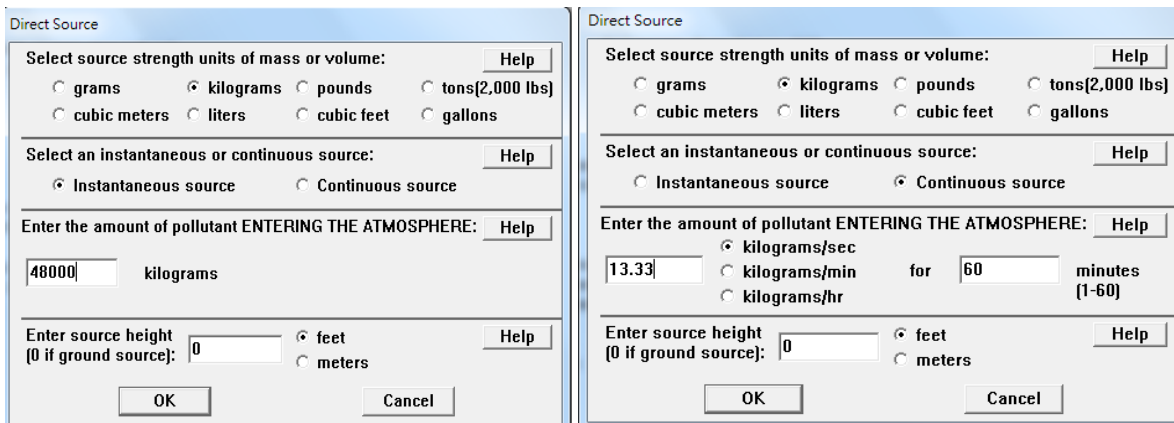 Direct Source
Select source strength units of mass or volume: Help
grams kilograms pounds tons(2,000 lbs)
cubic meters liters cubic feet gallons
Select an instantaneous or continuous source: Help
Instantaneous source Continuous source
Enter the amount of pollutant ENTERING THE ATMOSPHERE: Help
48000 kilograms
Enter source height
(0 if ground source): 0 feet Help
meters
OK Cancel
Direct Source
Select source strength units of mass or volume: Help
grams kilograms pounds tons(2,000 lbs)
cubic meters liters cubic feet gallons
Select an instantaneous or continuous source: Help
Instantaneous source Continuous source
Enter the amount of pollutant ENTERING THE ATMOSPHERE: Help
kilograms/sec
13.33 kilograms/min for 60 minutes
kilograms/hr (1-60)
Enter source height
(0 if ground source): 0 feet Help
meters
OK Cancel